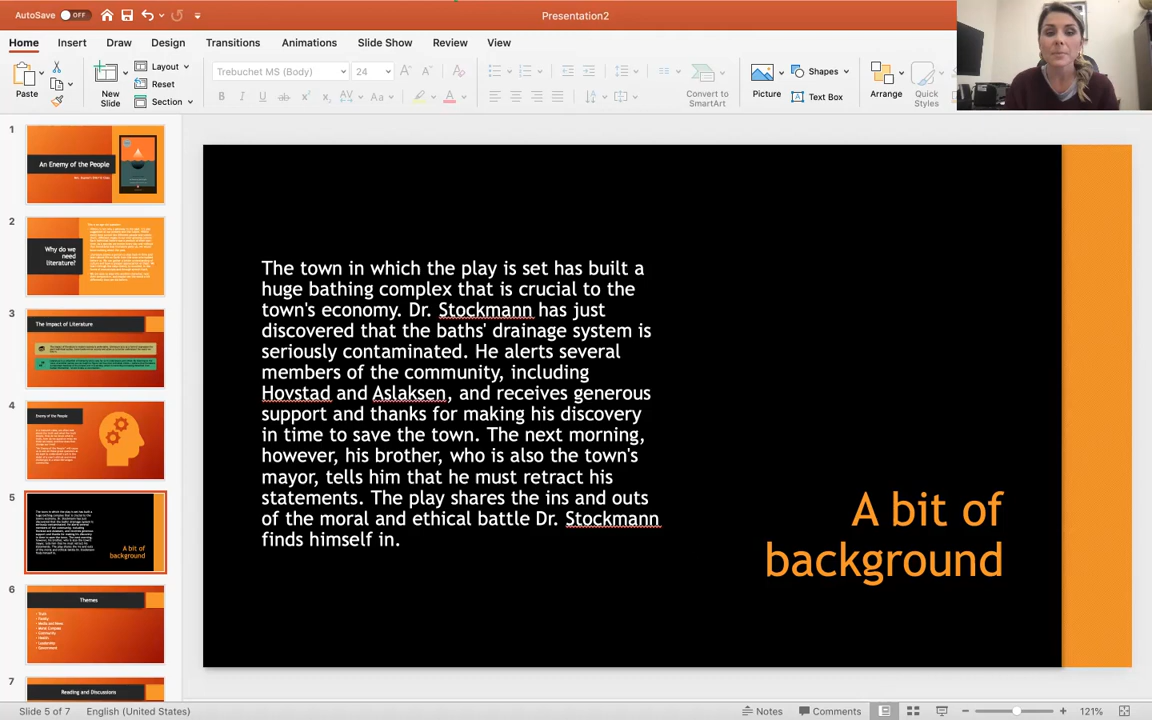 AutoSave OFF
Presentation2
Home Insert Draw Design Transitions Animations Slide Show Review View
Paste
New
Slide
Layout
Reset
Section
Trebuchet MS (Body) 24
Convert to
SmartArt
Picture
Shapes
Text Box
Arrange
Quick
Styles
1
An Enemy of the People
2
Why do we
need
literature?
3
The Impact of Literature
4
Enemy of the People
5
A bit of
background
6
Themes
7
Reading and Discussions
The town in which the play is set has built a
huge bathing complex that is crucial to the
town's economy. Dr. Stockmann has just
discovered that the baths' drainage system is
seriously contaminated. He alerts several
members of the community, including
Hovstad and Aslaksen, and receives generous
support and thanks for making his discovery
in time to save the town. The next morning,
however, his brother, who is also the town's
mayor, tells him that he must retract his
statements. The play shares the ins and outs
of the moral and ethical battle Dr. Stockmann
finds himself in.
A bit of
background
Slide 5 of 7 English (United States) Notes Comments 121%